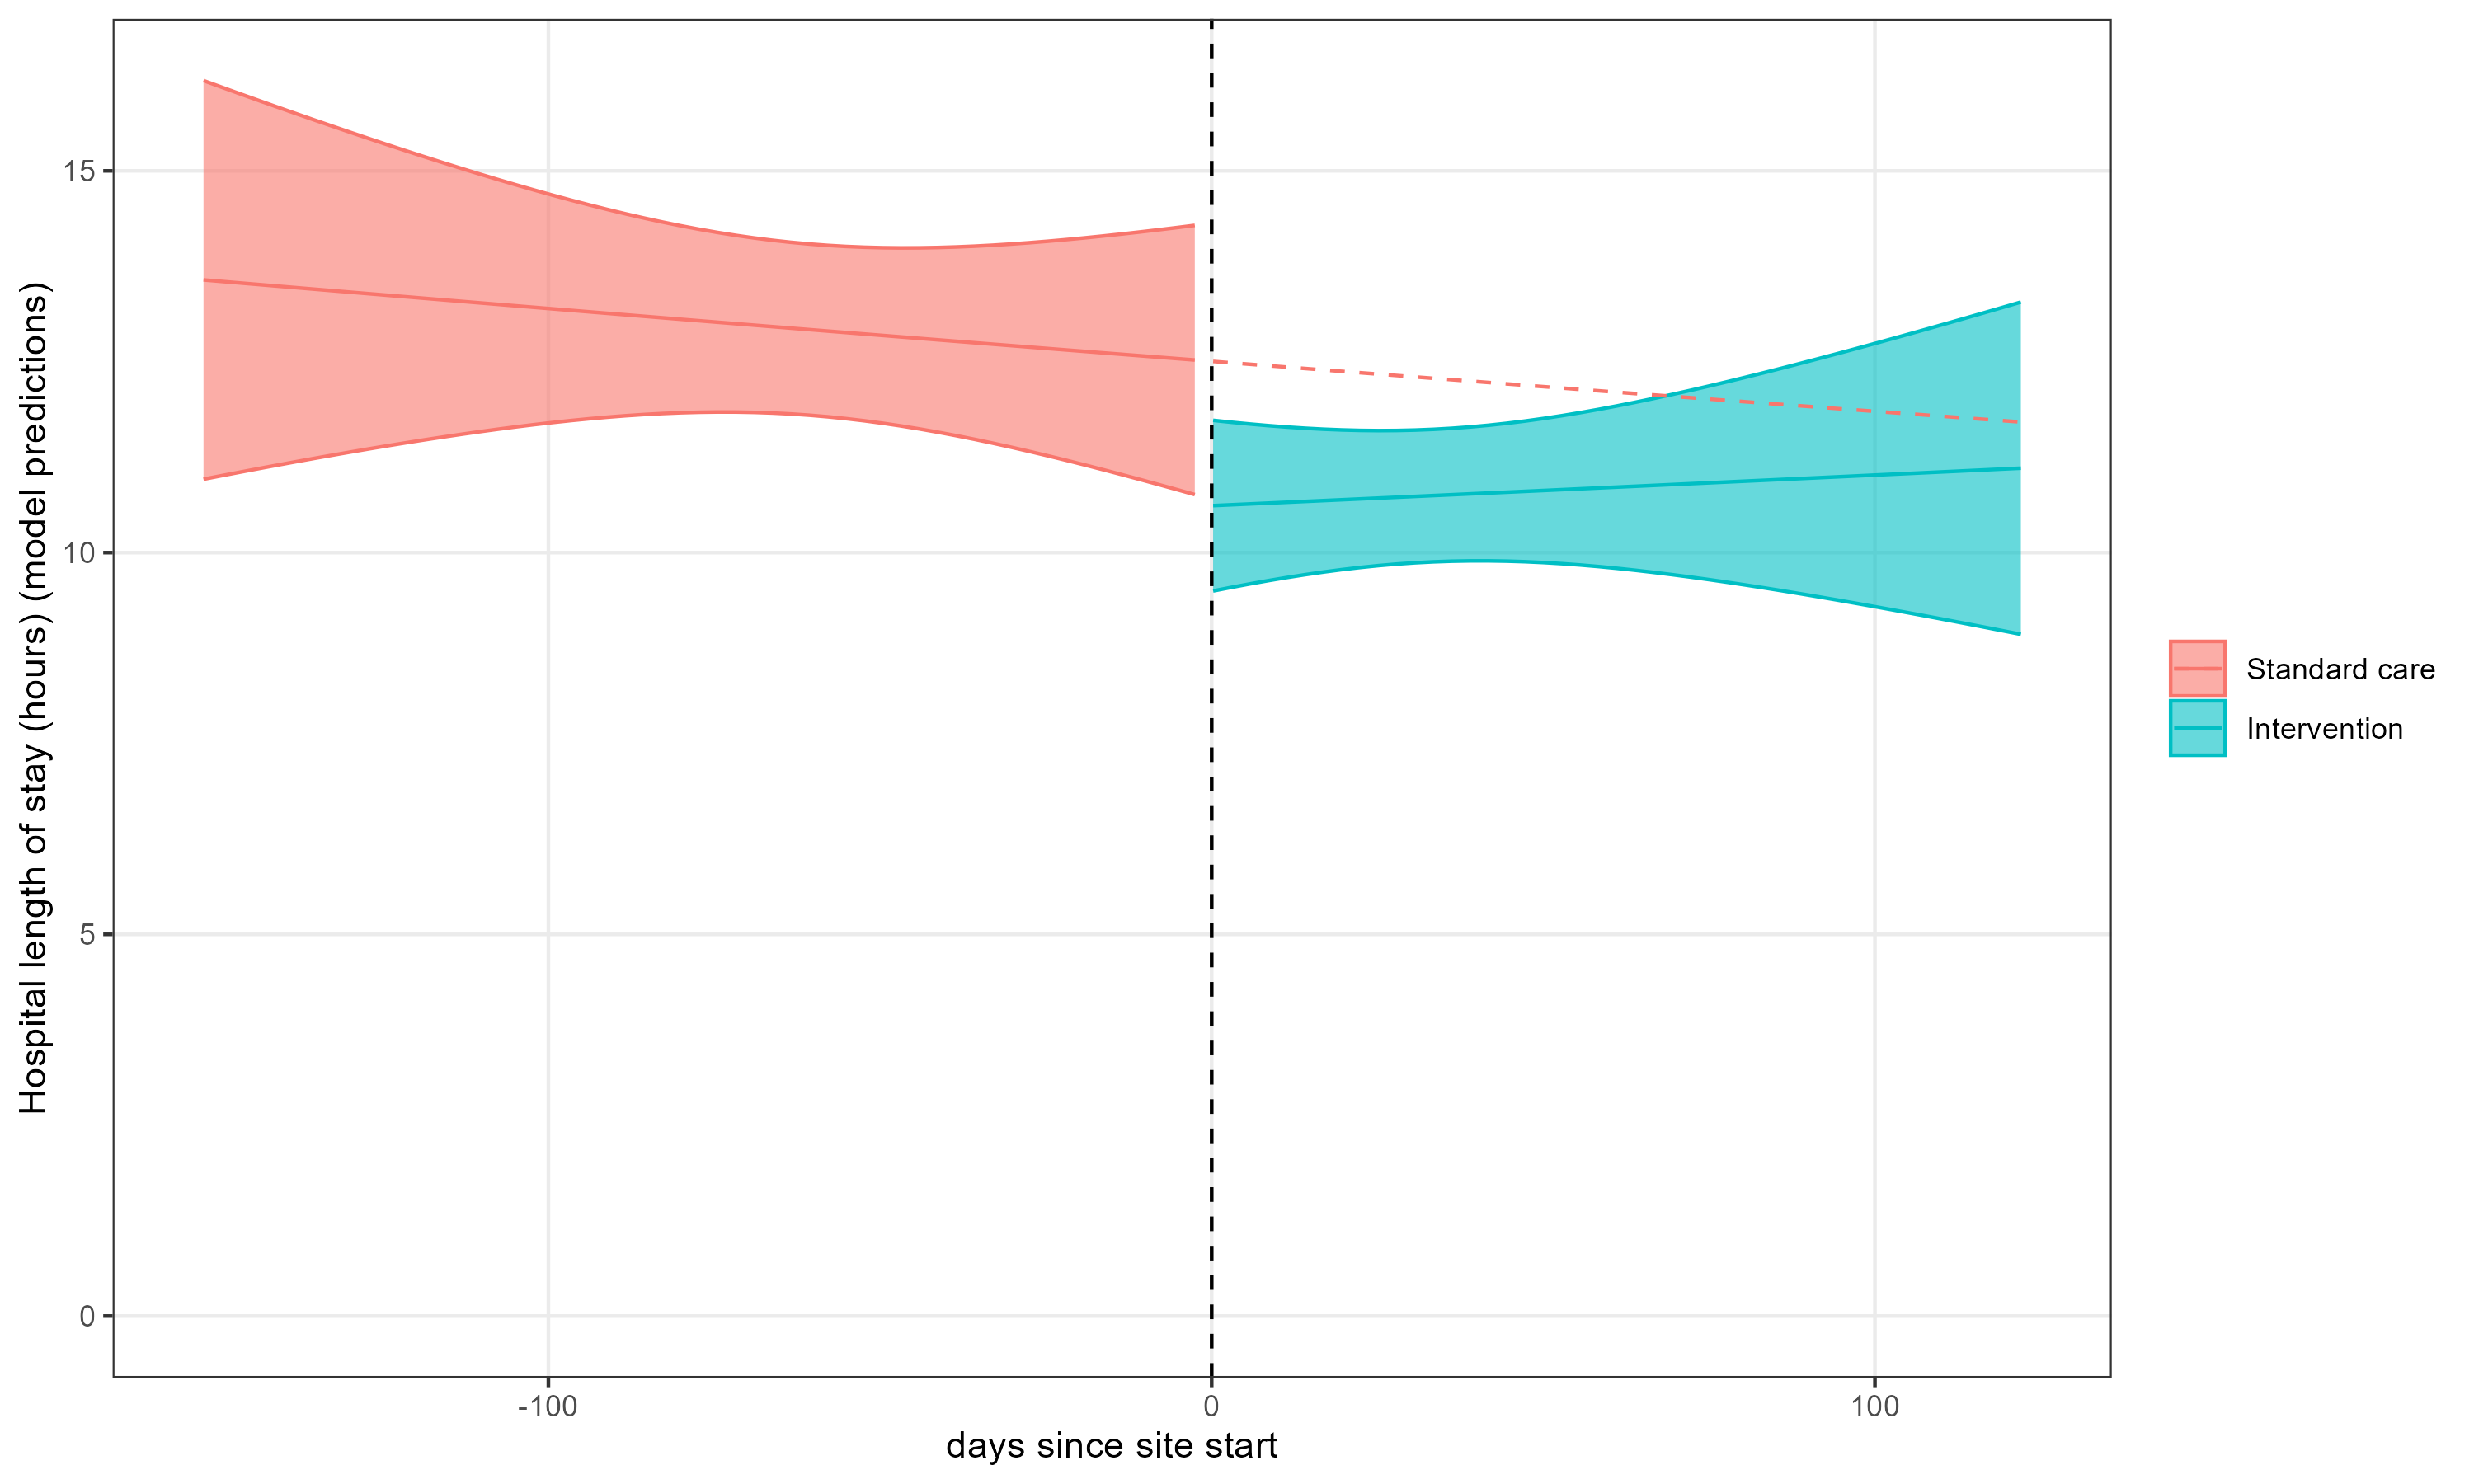 Hospital length of stay (hours) (model predictions)
15
10
5
0
-100
0
100
days since site start
Standard care
Intervention